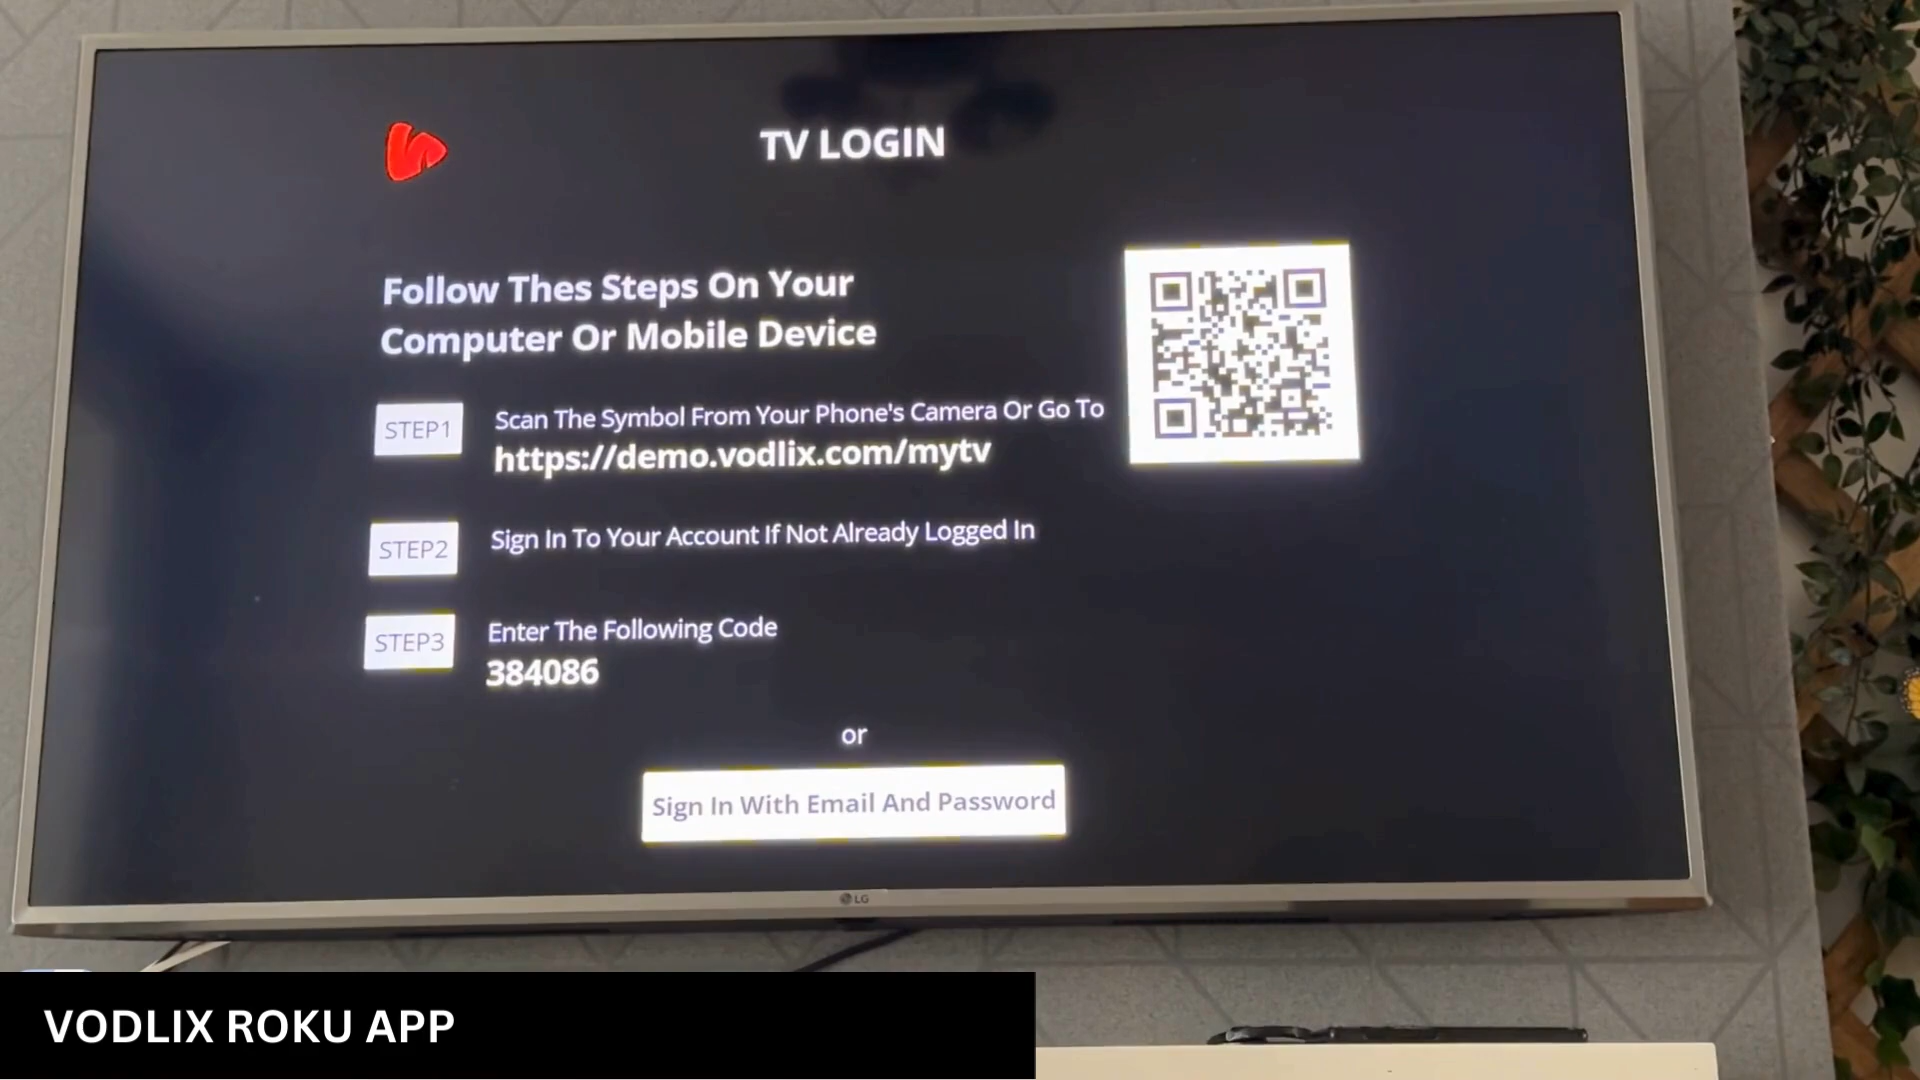 TV LOGIN
Follow Thes Steps On Your
Computer Or Mobile Device
STEP1
Scan The Symbol From Your Phone's Camera Or Go To
https://demo.vodlix.com/mytv
STEP2
Sign In To Your Account If Not Already Logged In
STEP3
Enter The Following Code
384086
or
Sign In With Email And Password
LG
VODLIX ROKU APP